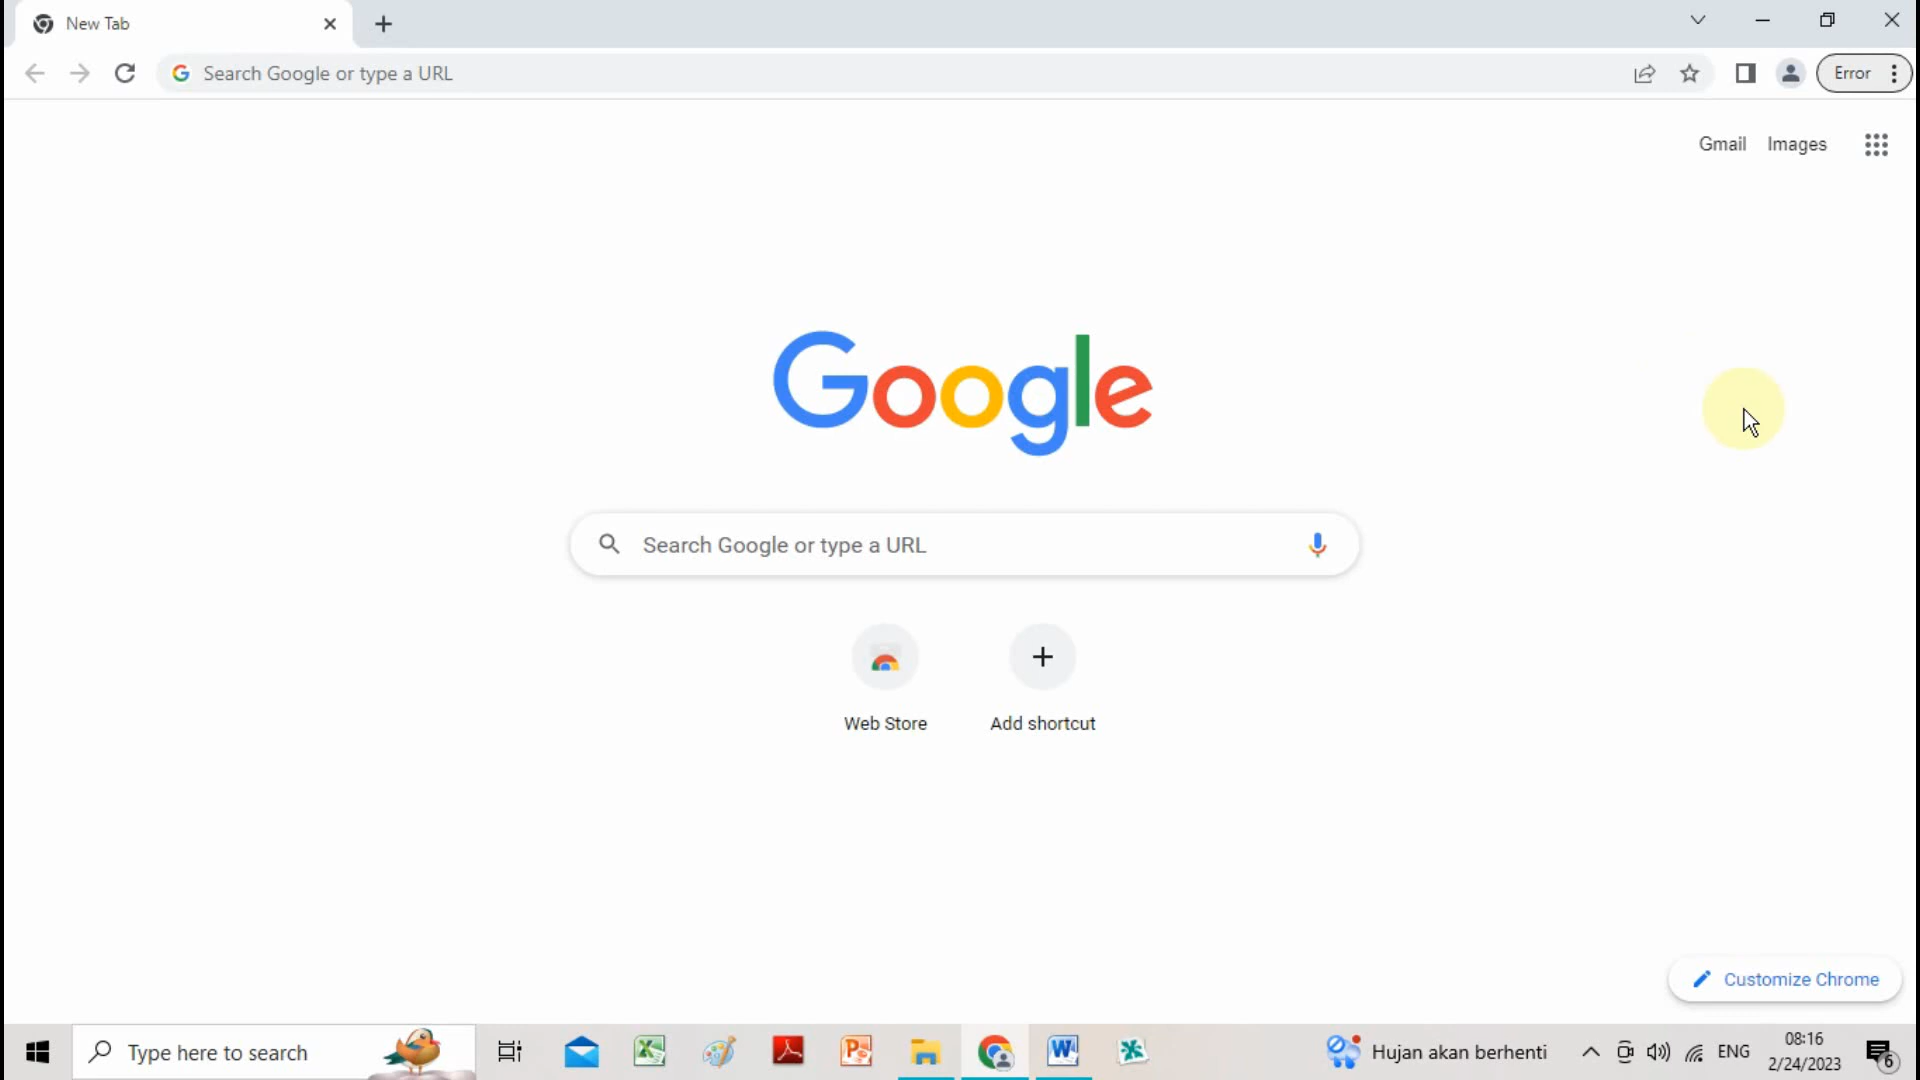 New Tab
Search Google or type a URL
Error
Gmail Images
Google
Search Google or type a URL
Web Store
Add shortcut
Customize Chrome
Type here to search
Hujan akan berhenti
ENG
08:16
2/24/2023
6